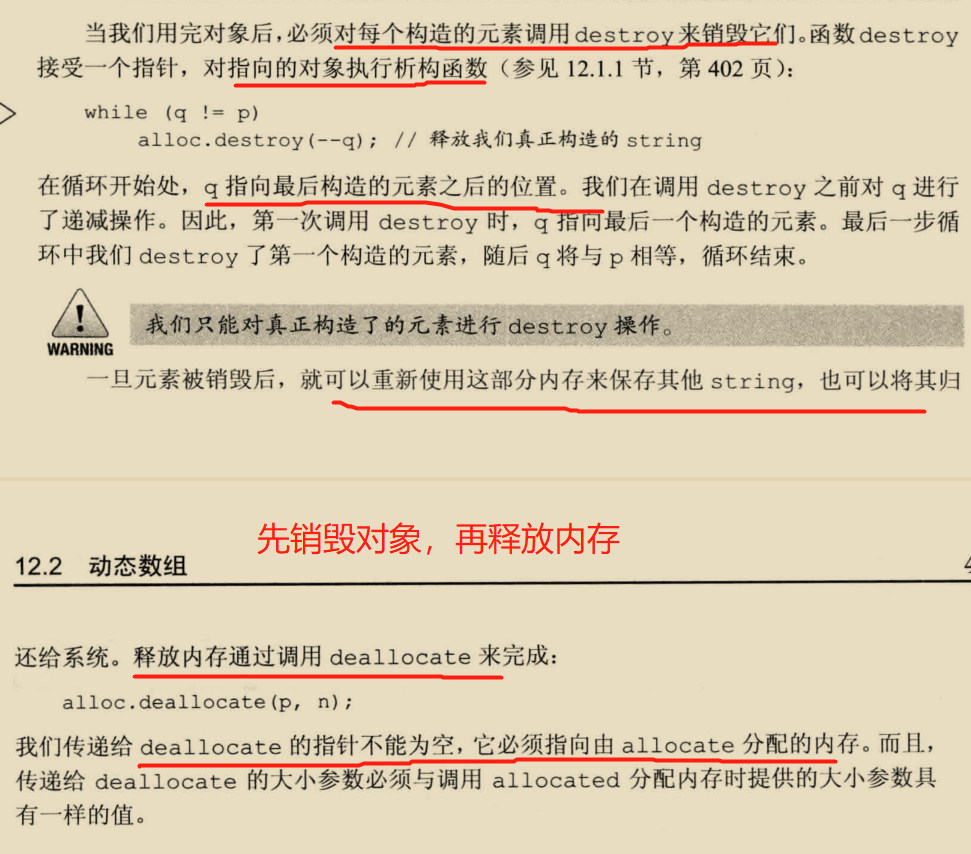 当我们用完对象后，必须对每个构造的元素调用destroy来销毁它们。函数destroy
接受一个指针，对指向的对象执行析构函数（参见 12.1.1 节，第 402 页）：
while (q != p)
alloc.destroy(--q); // 释放我们真正构造的 string
在循环开始处，q 指向最后构造的元素之后的位置。我们在调用 destroy 之前对 q 进行
了递减操作。因此，第一次调用 destroy 时，q 指向最后一个构造的元素。最后一步循
环中我们 destroy 了第一个构造的元素，随后 q 将与 p 相等，循环结束。
我们只能对真正构造了的元素进行 destroy 操作。
WARNING
一旦元素被销毁后，就可以重新使用这部分内存来保存其他 string，也可以将其归
先销毁对象，再释放内存
12.2 动态数组
还给系统。释放内存通过调用 deallocate 来完成：
alloc.deallocate(p, n);
我们传递给 deallocate 的指针不能为空，它必须指向由 allocate 分配的内存。而且，
传递给 deallocate 的大小参数必须与调用 allocated 分配内存时提供的大小参数具
有一样的值。